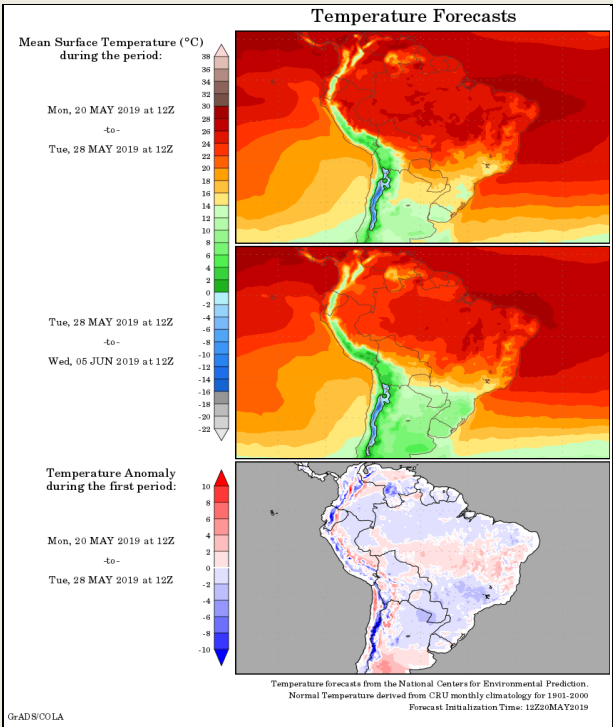 Temperature Forecasts
Mean Surface Temperature (°C)
during the period:
Mon, 20 MAY 2019 at 12Z
-to-
Tue, 28 MAY 2019 at 12Z
38
36
34
32
30
28
26
24
22
20
18
16
14
12
10
8
6
4
2
0
-2
-4
-6
-8
-10
-12
-16
-18
-20
-22
Tue, 28 MAY 2019 at 12Z
-to-
Wed, 05 JUN 2019 at 12Z
Temperature Anomaly
during the first period:
Mon, 20 MAY 2019 at 12Z
-to-
Tue, 28 MAY 2019 at 12Z
10
8
6
4
2
0
-2
-4
-6
-8
-10
Temperature forecasts from the National Centers for Environmental Prediction.
Normal Temperature derived from CRU monthly climatology for 1901-2000
Forecast Initialization Time: 12Z20MAY2019
GrADS/COLA